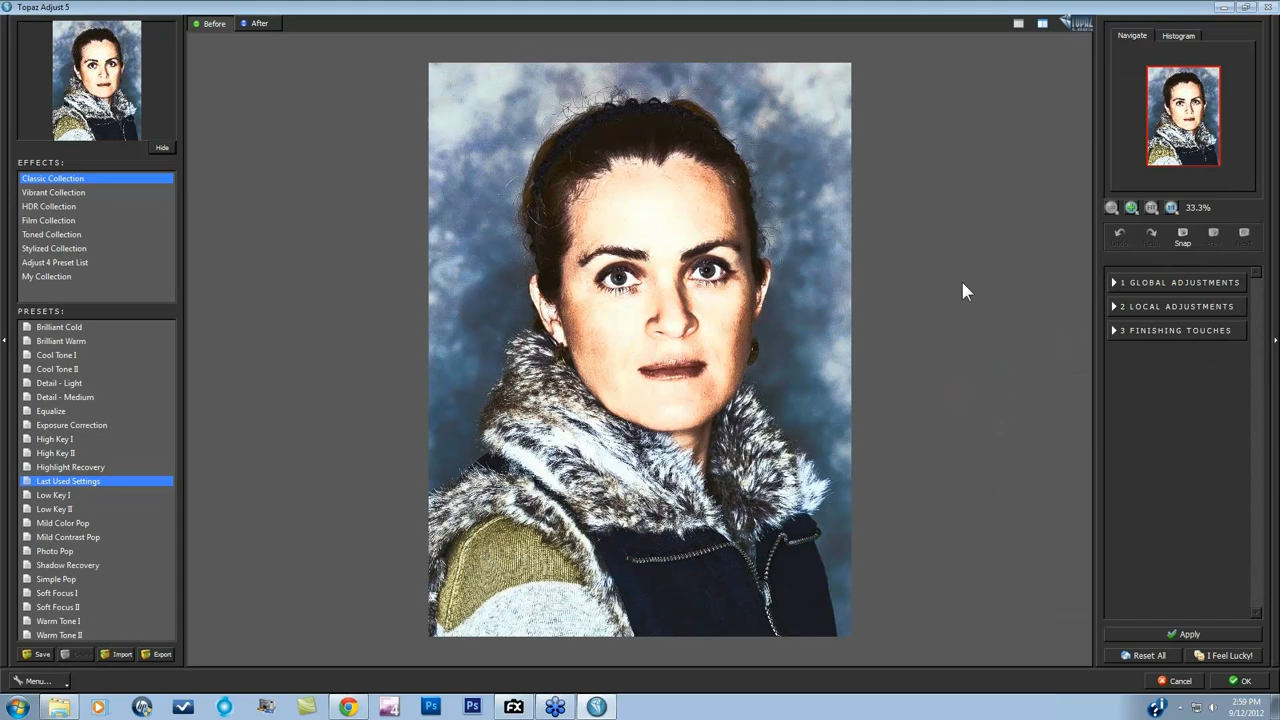 Topaz Adjust 5
Before
After
TOPAZ
Navigate
Histogram
Hide
33.3%
Snap
EFFECTS:
Classic Collection
Vibrant Collection
HDR Collection
Film Collection
Toned Collection
Stylized Collection
Adjust 4 Preset List
My Collection
1 GLOBAL ADJUSTMENTS
2 LOCAL ADJUSTMENTS
3 FINISHING TOUCHES
PRESETS:
Brilliant Cold
Brilliant Warm
Cool Tone I
Cool Tone II
Detail - Light
Detail - Medium
Equalize
Exposure Correction
High Key I
High Key II
Highlight Recovery
Last Used Settings
Low Key I
Low Key II
Mild Color Pop
Mild Contrast Pop
Photo Pop
Shadow Recovery
Simple Pop
Soft Focus I
Soft Focus II
Warm Tone I
Warm Tone II
Save
Import
Export
Apply
Reset All
I Feel Lucky!
Menu...
Cancel
OK
2:59 PM
9/12/2012